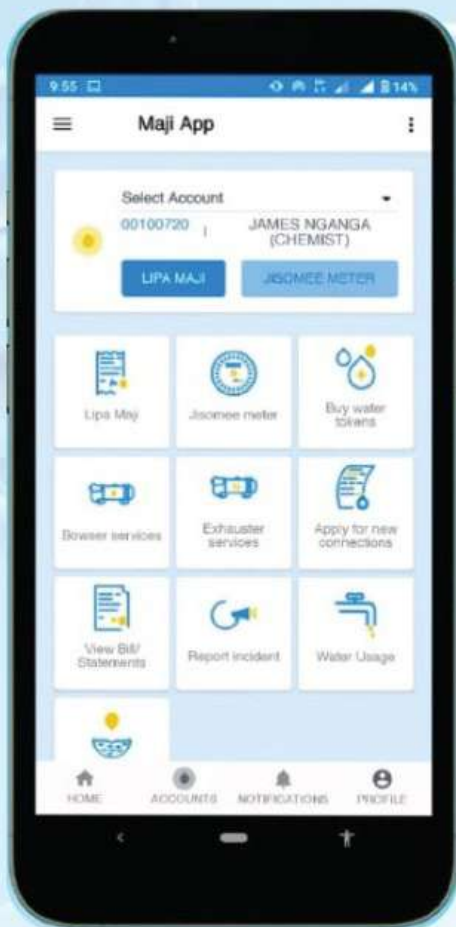 9:55 14%
Maji App
Select Account
00100720 JAMES NGANGA
(CHEMIST)
LIPA MAJI JISOMEE METER
Lipa Maji Jisomee meter Buy water
tokens
Bowser services Exhauster
services Apply for new
connections
View Bill/
Statements Report incident Water Usage
HOME ACCOUNTS NOTIFICATIONS PROFILE